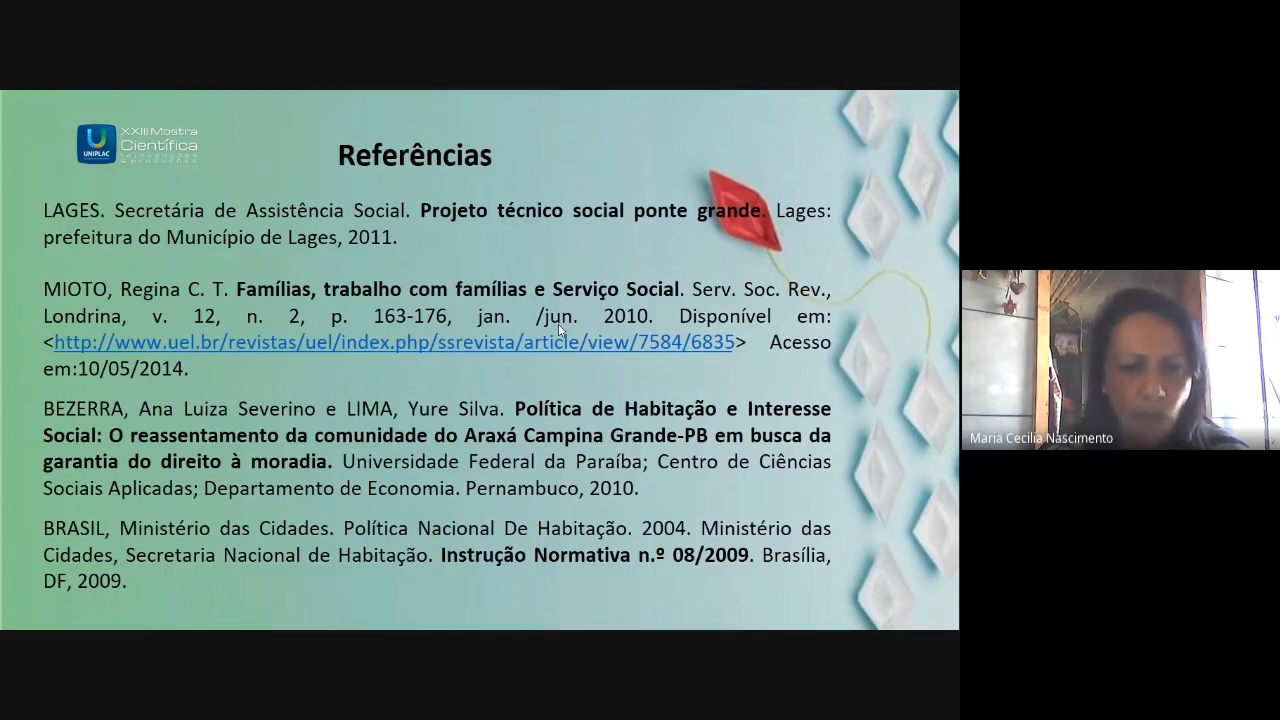 XXIII Mostra
Científica
UNIPLAC
Referências
LAGES. Secretária de Assistência Social. Projeto técnico social ponte grande. Lages:
prefeitura do Município de Lages, 2011.
MIOTO, Regina C. T. Famílias, trabalho com famílias e Serviço Social. Serv. Soc. Rev.,
Londrina, v. 12, n. 2, p. 163-176, jan. /jun. 2010. Disponível em:
<http://www.uel.br/revistas/uel/index.php/ssrevista/article/view/7584/6835> Acesso
em:10/05/2014.
BEZERRA, Ana Luiza Severino e LIMA, Yure Silva. Política de Habitação e Interesse
Social: O reassentamento da comunidade do Araxá Campina Grande-PB em busca da
garantia do direito à moradia. Universidade Federal da Paraíba; Centro de Ciências
Sociais Aplicadas; Departamento de Economia. Pernambuco, 2010.
BRASIL, Ministério das Cidades. Política Nacional De Habitação. 2004. Ministério das
Cidades, Secretaria Nacional de Habitação. Instrução Normativa n.º 08/2009. Brasília,
DF, 2009.
Maria Cecilia Nascimento